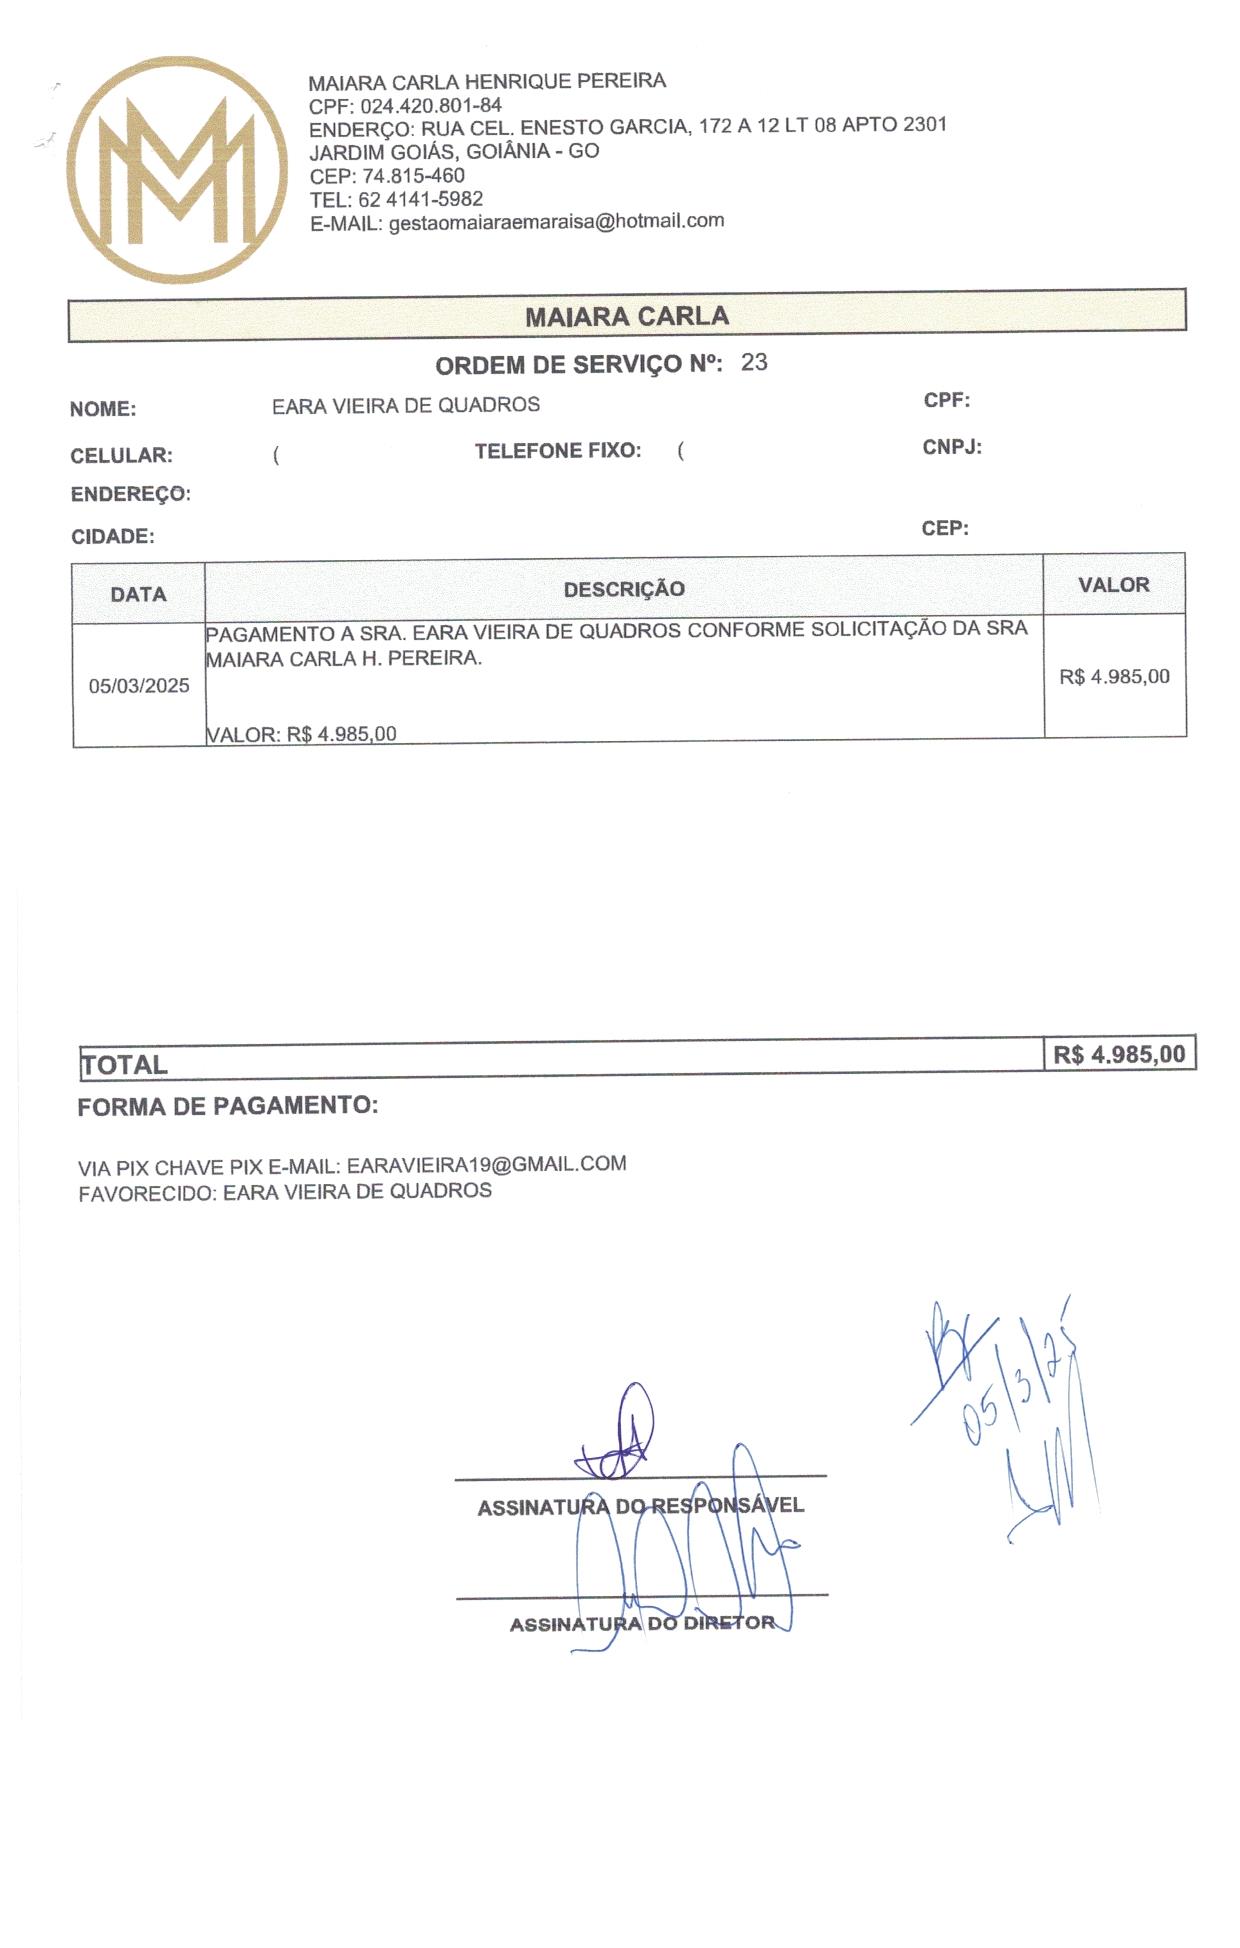 MAIARA CARLA HENRIQUE PEREIRA
CPF: 024.420.801-84
ENDERÇO: RUA CEL. ENESTO GARCIA, 172 A 12 LT 08 APTO 2301
JARDIM GOIÁS, GOIÂNIA - GO
CEP: 74.815-460
TEL: 62 4141-5982
E-MAIL: gestaomaiaraemaraisa@hotmail.com
MAIARA CARLA
ORDEM DE SERVIÇO Nº: 23
NOME: EARA VIEIRA DE QUADROS CPF:
CELULAR: ( TELEFONE FIXO: ( CNPJ:
ENDEREÇO:
CIDADE: CEP:
DATA DESCRIÇÃO VALOR
PAGAMENTO A SRA. EARA VIEIRA DE QUADROS CONFORME SOLICITAÇÃO DA SRA
MAIARA CARLA H. PEREIRA.
05/03/2025 R$ 4.985,00
VALOR: R$ 4.985,00
TOTAL R$ 4.985,00
FORMA DE PAGAMENTO:
VIA PIX CHAVE PIX E-MAIL: EARAVIEIRA19@GMAIL.COM
FAVORECIDO: EARA VIEIRA DE QUADROS
05/3/25
ASSINATURA DO RESPONSÁVEL
ASSINATURA DO DIRETOR